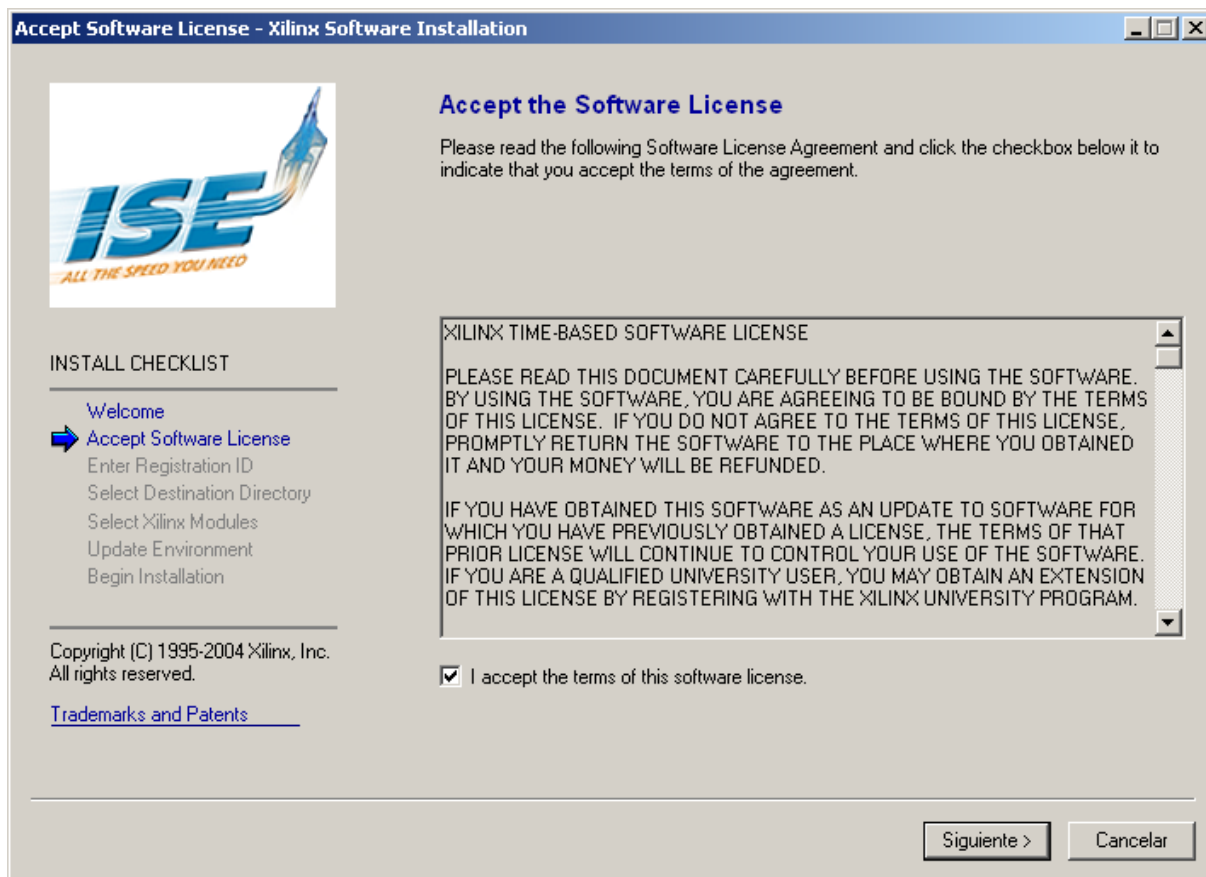 Accept Software License - Xilinx Software Installation
ISE
ALL THE SPEED YOU NEED
INSTALL CHECKLIST
Welcome
Accept Software License
Enter Registration ID
Select Destination Directory
Select Xilinx Modules
Update Environment
Begin Installation
Copyright (C) 1995-2004 Xilinx, Inc.
All rights reserved.
Trademarks and Patents
Accept the Software License
Please read the following Software License Agreement and click the checkbox below it to
indicate that you accept the terms of the agreement.
XILINX TIME-BASED SOFTWARE LICENSE
PLEASE READ THIS DOCUMENT CAREFULLY BEFORE USING THE SOFTWARE.
BY USING THE SOFTWARE, YOU ARE AGREEING TO BE BOUND BY THE TERMS
OF THIS LICENSE.  IF YOU DO NOT AGREE TO THE TERMS OF THIS LICENSE,
PROMPTLY RETURN THE SOFTWARE TO THE PLACE WHERE YOU OBTAINED
IT AND YOUR MONEY WILL BE REFUNDED.
IF YOU HAVE OBTAINED THIS SOFTWARE AS AN UPDATE TO SOFTWARE FOR
WHICH YOU HAVE PREVIOUSLY OBTAINED A LICENSE, THE TERMS OF THAT
PRIOR LICENSE WILL CONTINUE TO CONTROL YOUR USE OF THE SOFTWARE.
IF YOU ARE A QUALIFIED UNIVERSITY USER, YOU MAY OBTAIN AN EXTENSION
OF THIS LICENSE BY REGISTERING WITH THE XILINX UNIVERSITY PROGRAM.
I accept the terms of this software license.
Siguiente >
Cancelar